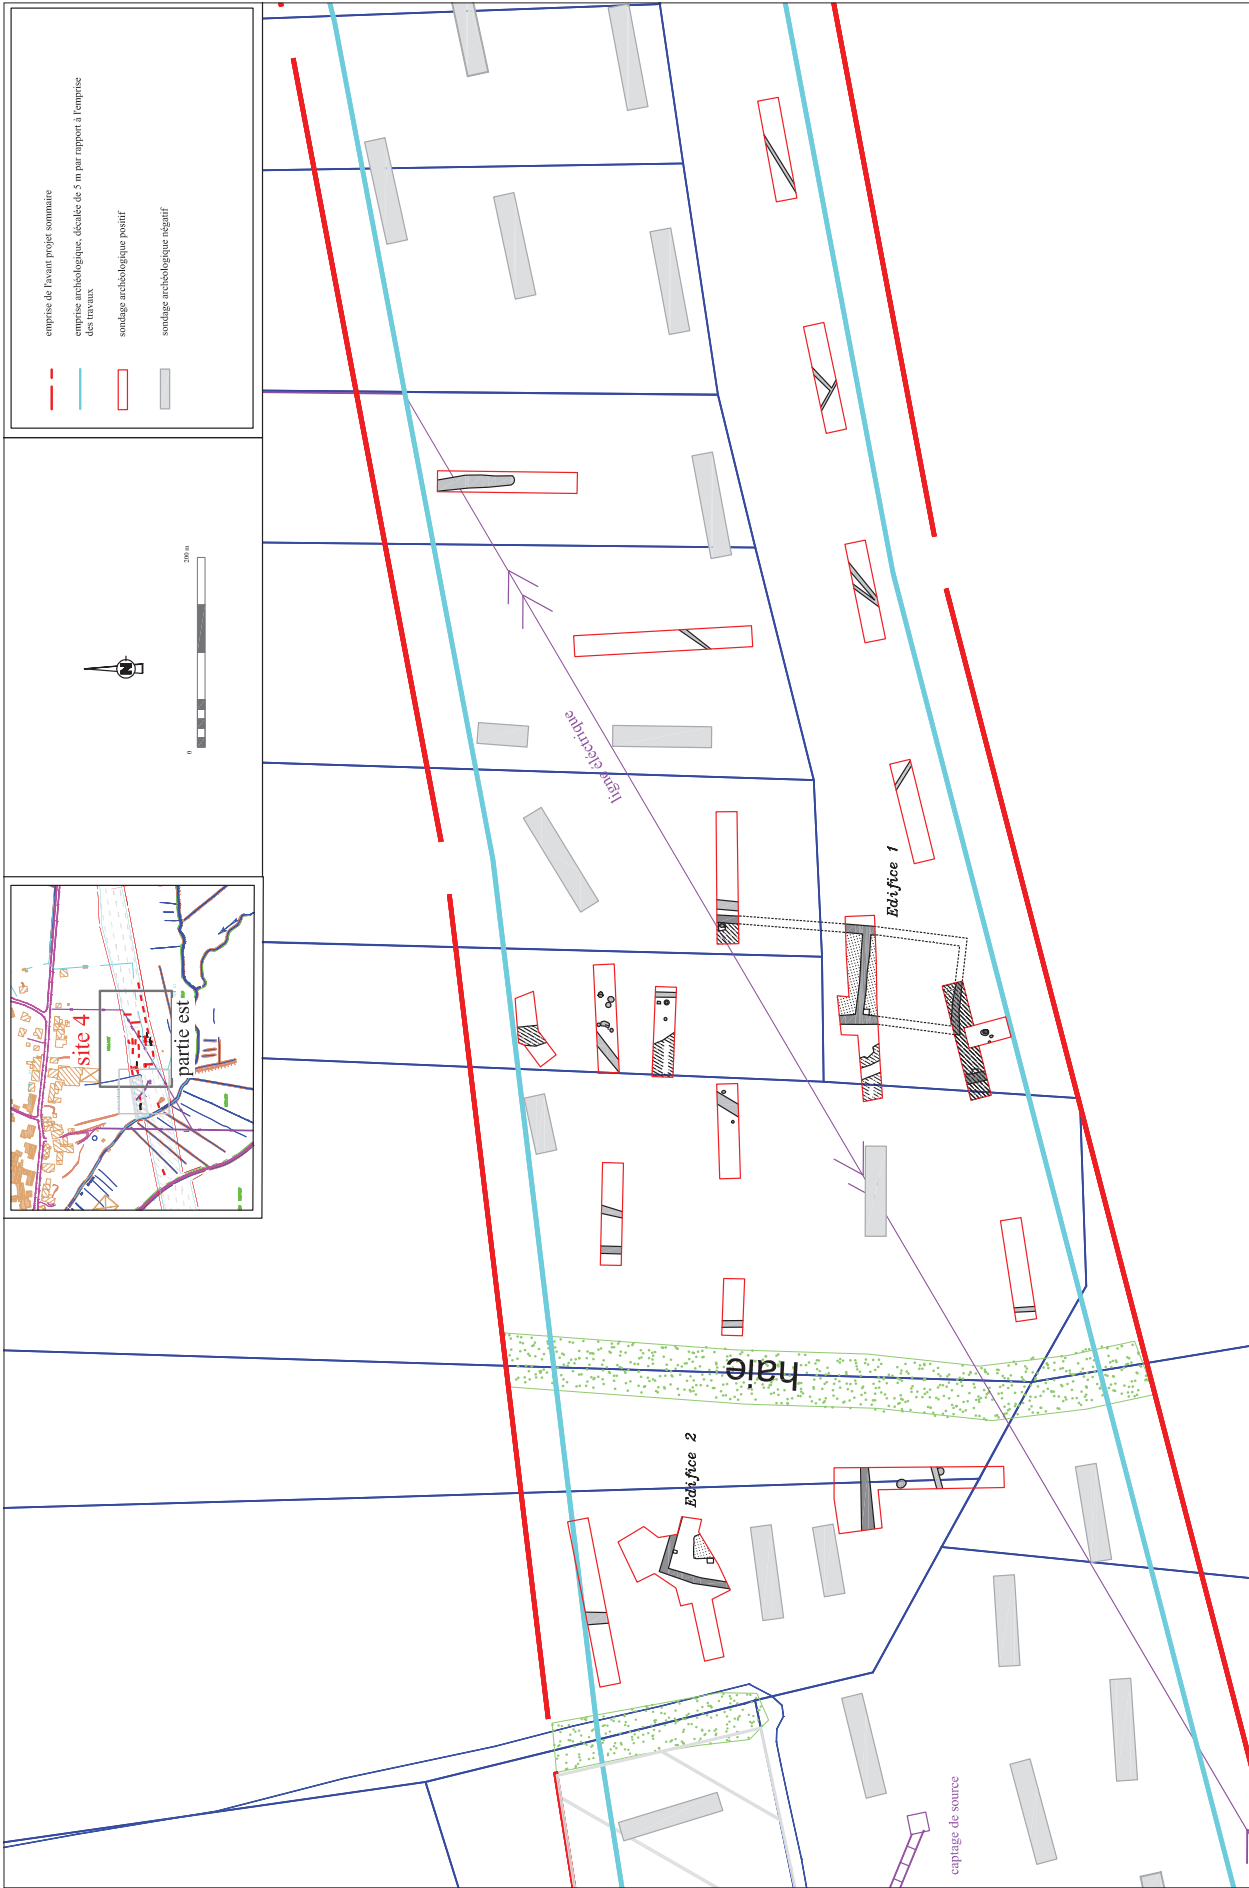 emprise de l'avant projet sommaire
emprise archéologique, décalée de 5 m par rapport à l'emprise
des travaux
sondage archéologique positif
sondage archéologique négatif
0
200 m
N
site 4
partie est
ligne éléctrique
Edifice 1
haie
Edifice 2
captage de source